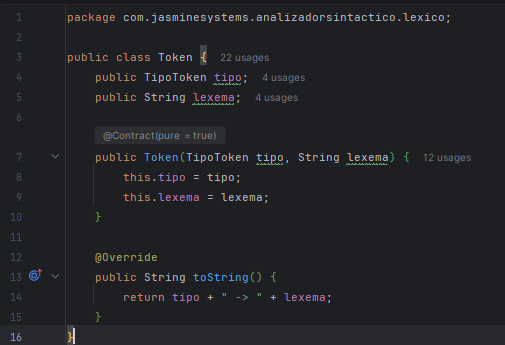 1 package com.jasminesystems.analizadorsintactico.lexico;
2
3 public class Token { 22 usages
4     public TipoToken tipo; 4 usages
5     public String lexema; 4 usages
6
@Contract(pure = true)
7     public Token(TipoToken tipo, String lexema) { 12 usages
8         this.tipo = tipo;
9         this.lexema = lexema;
10     }
11
12     @Override
13     public String toString() {
14         return tipo + " -> " + lexema;
15     }
16 }